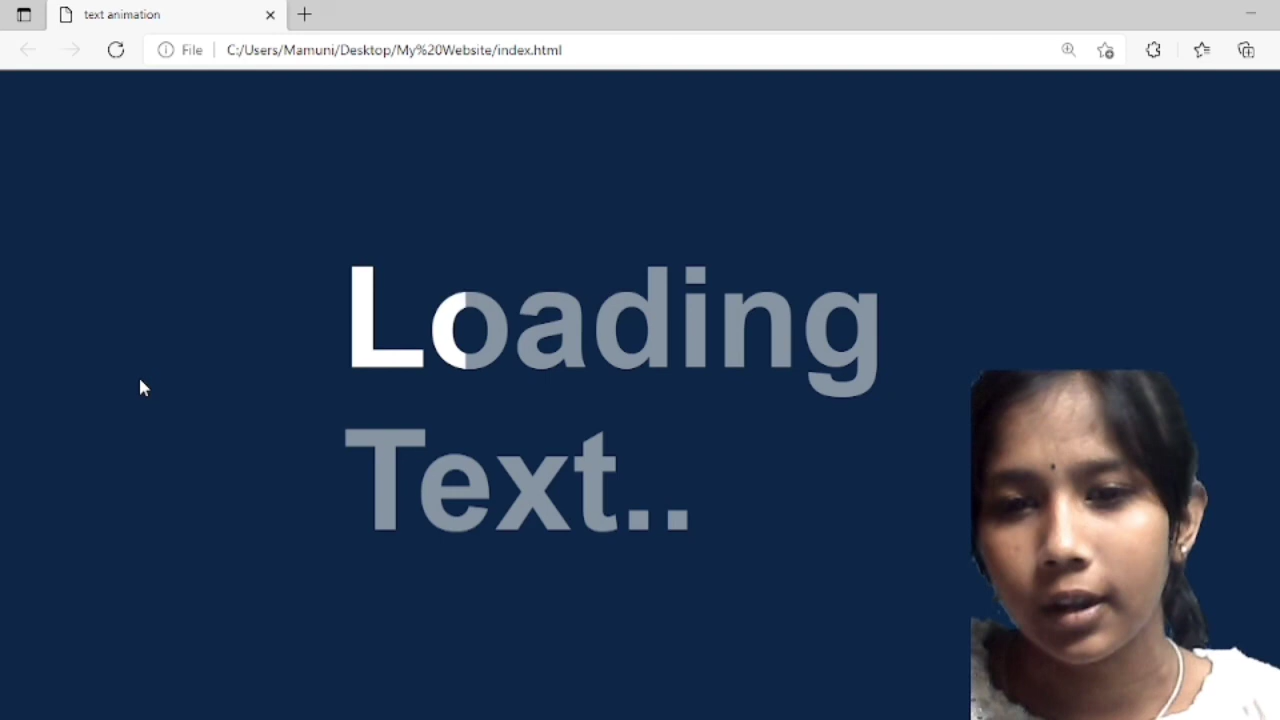 text animation
File
C:/Users/Mamuni/Desktop/My%20Website/index.html
Loading
Text..